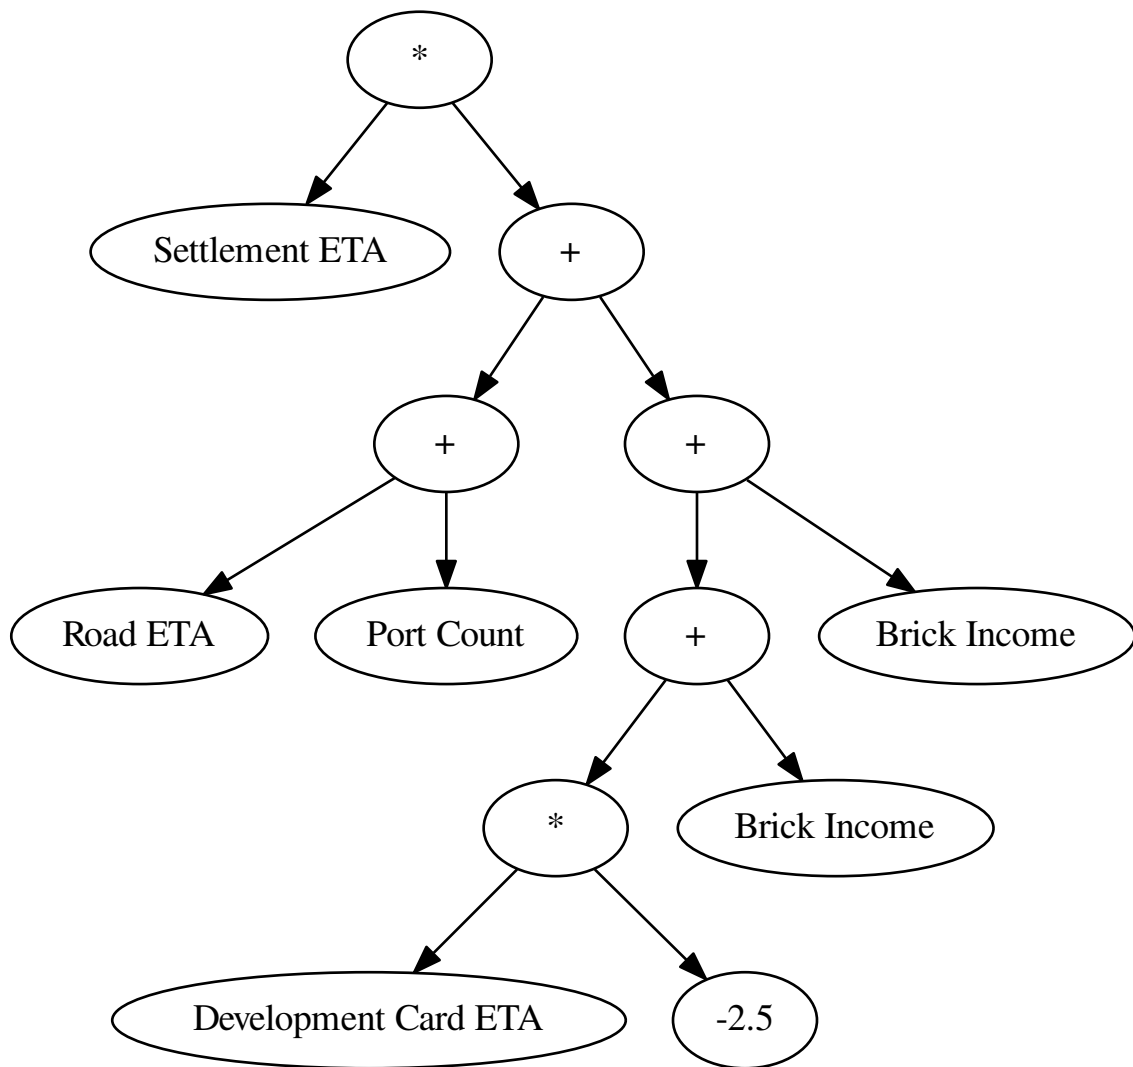 *
Settlement ETA
+
+
+
Road ETA
Port Count
+
Brick Income
*
Brick Income
Development Card ETA
-2.5